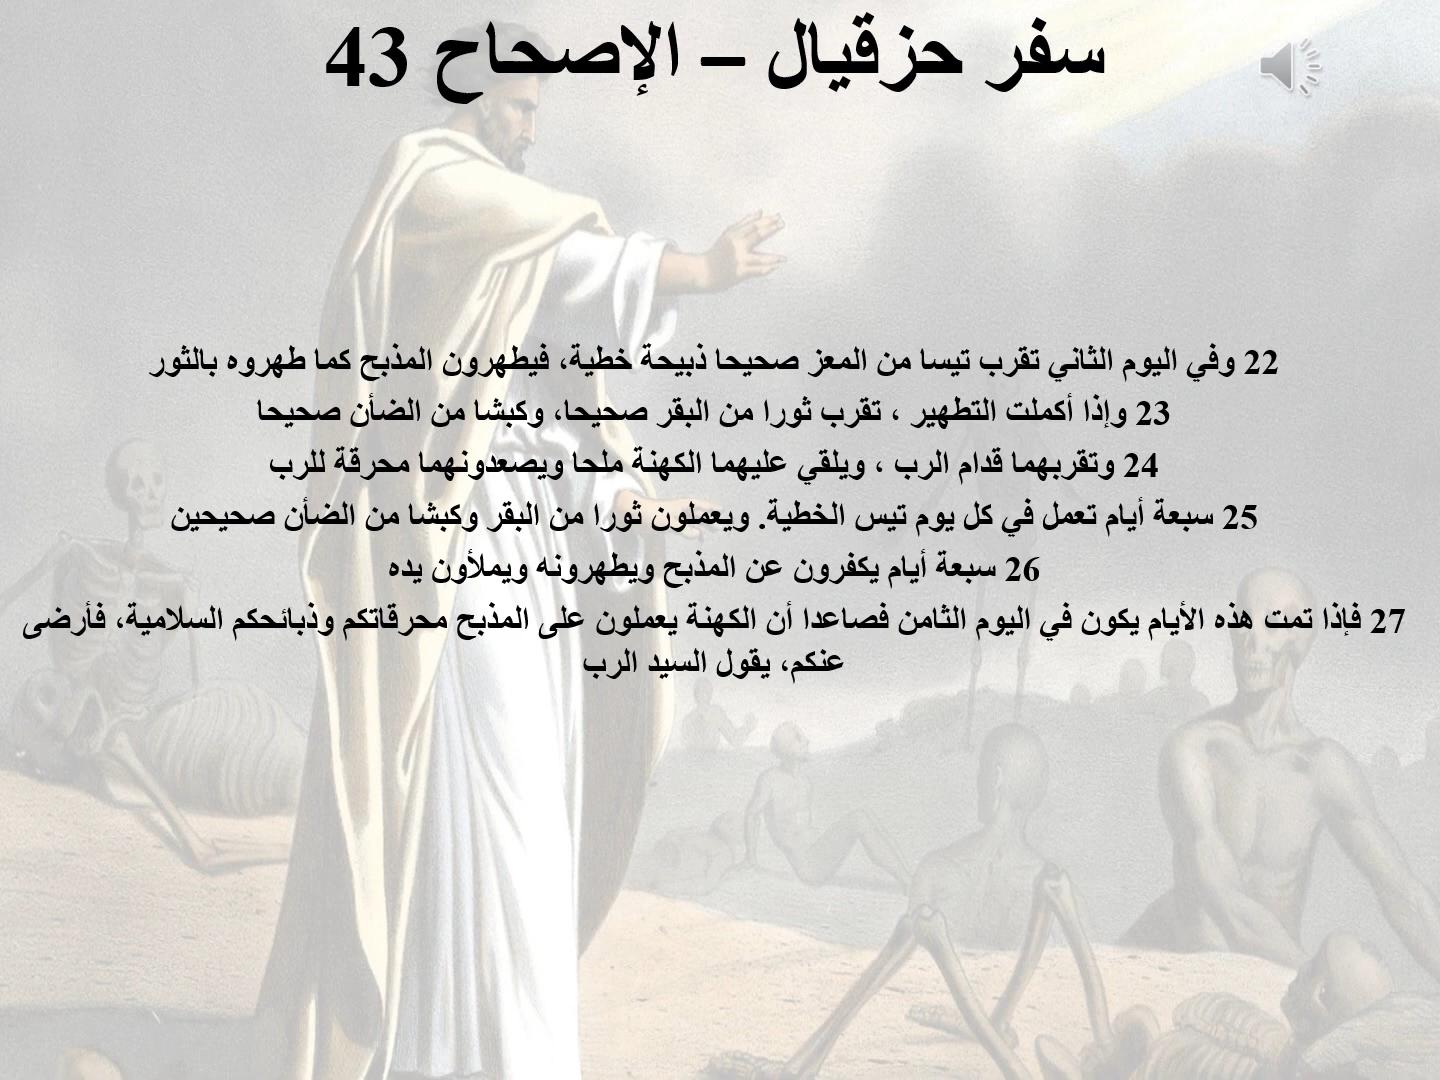 سفر حزقيال – الإصحاح 43
22 وفي اليوم الثاني تقرب تيسا من المعز صحيحا ذبيحة خطية، فيطهرون المذبح كما طهروه بالثور
23 وإذا أكملت التطهير ، تقرب ثورا من البقر صحيحا، وكبشا من الضأن صحيحا
24 وتقربهما قدام الرب ، ويلقي عليهما الكهنة ملحا ويصعدونهما محرقة للرب
25 سبعة أيام تعمل في كل يوم تيس الخطية. ويعملون ثورا من البقر وكبشا من الضأن صحيحين
26 سبعة أيام يكفرون عن المذبح ويطهرونه ويملأون يده
27 فإذا تمت هذه الأيام يكون في اليوم الثامن فصاعدا أن الكهنة يعملون على المذبح محرقاتكم وذبائحكم السلامية، فأرضى
عنكم، يقول السيد الرب